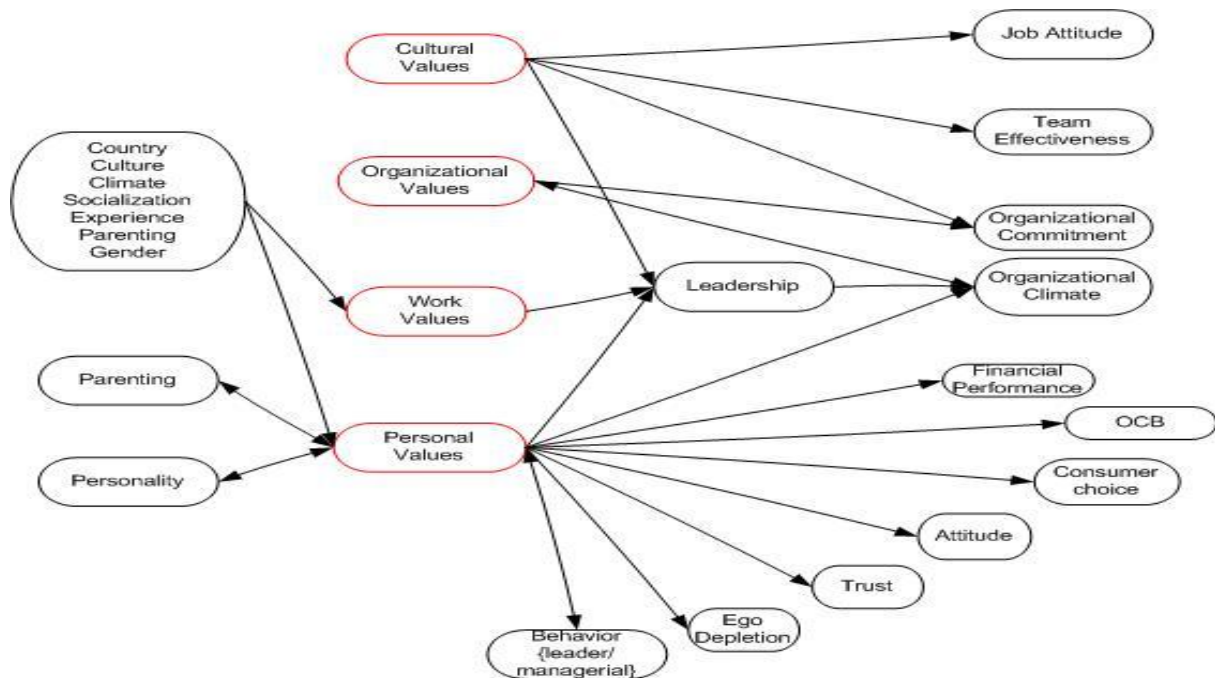 Cultural
Values
Job Attitude
Team
Effectiveness
Country
Culture
Climate
Socialization
Experience
Parenting
Gender
Organizational
Values
Organizational
Commitment
Organizational
Climate
Leadership
Work
Values
Parenting
Financial
Performance
OCB
Personal
Values
Personality
Consumer
choice
Attitude
Trust
Ego
Depletion
Behavior
{leader/
managerial}